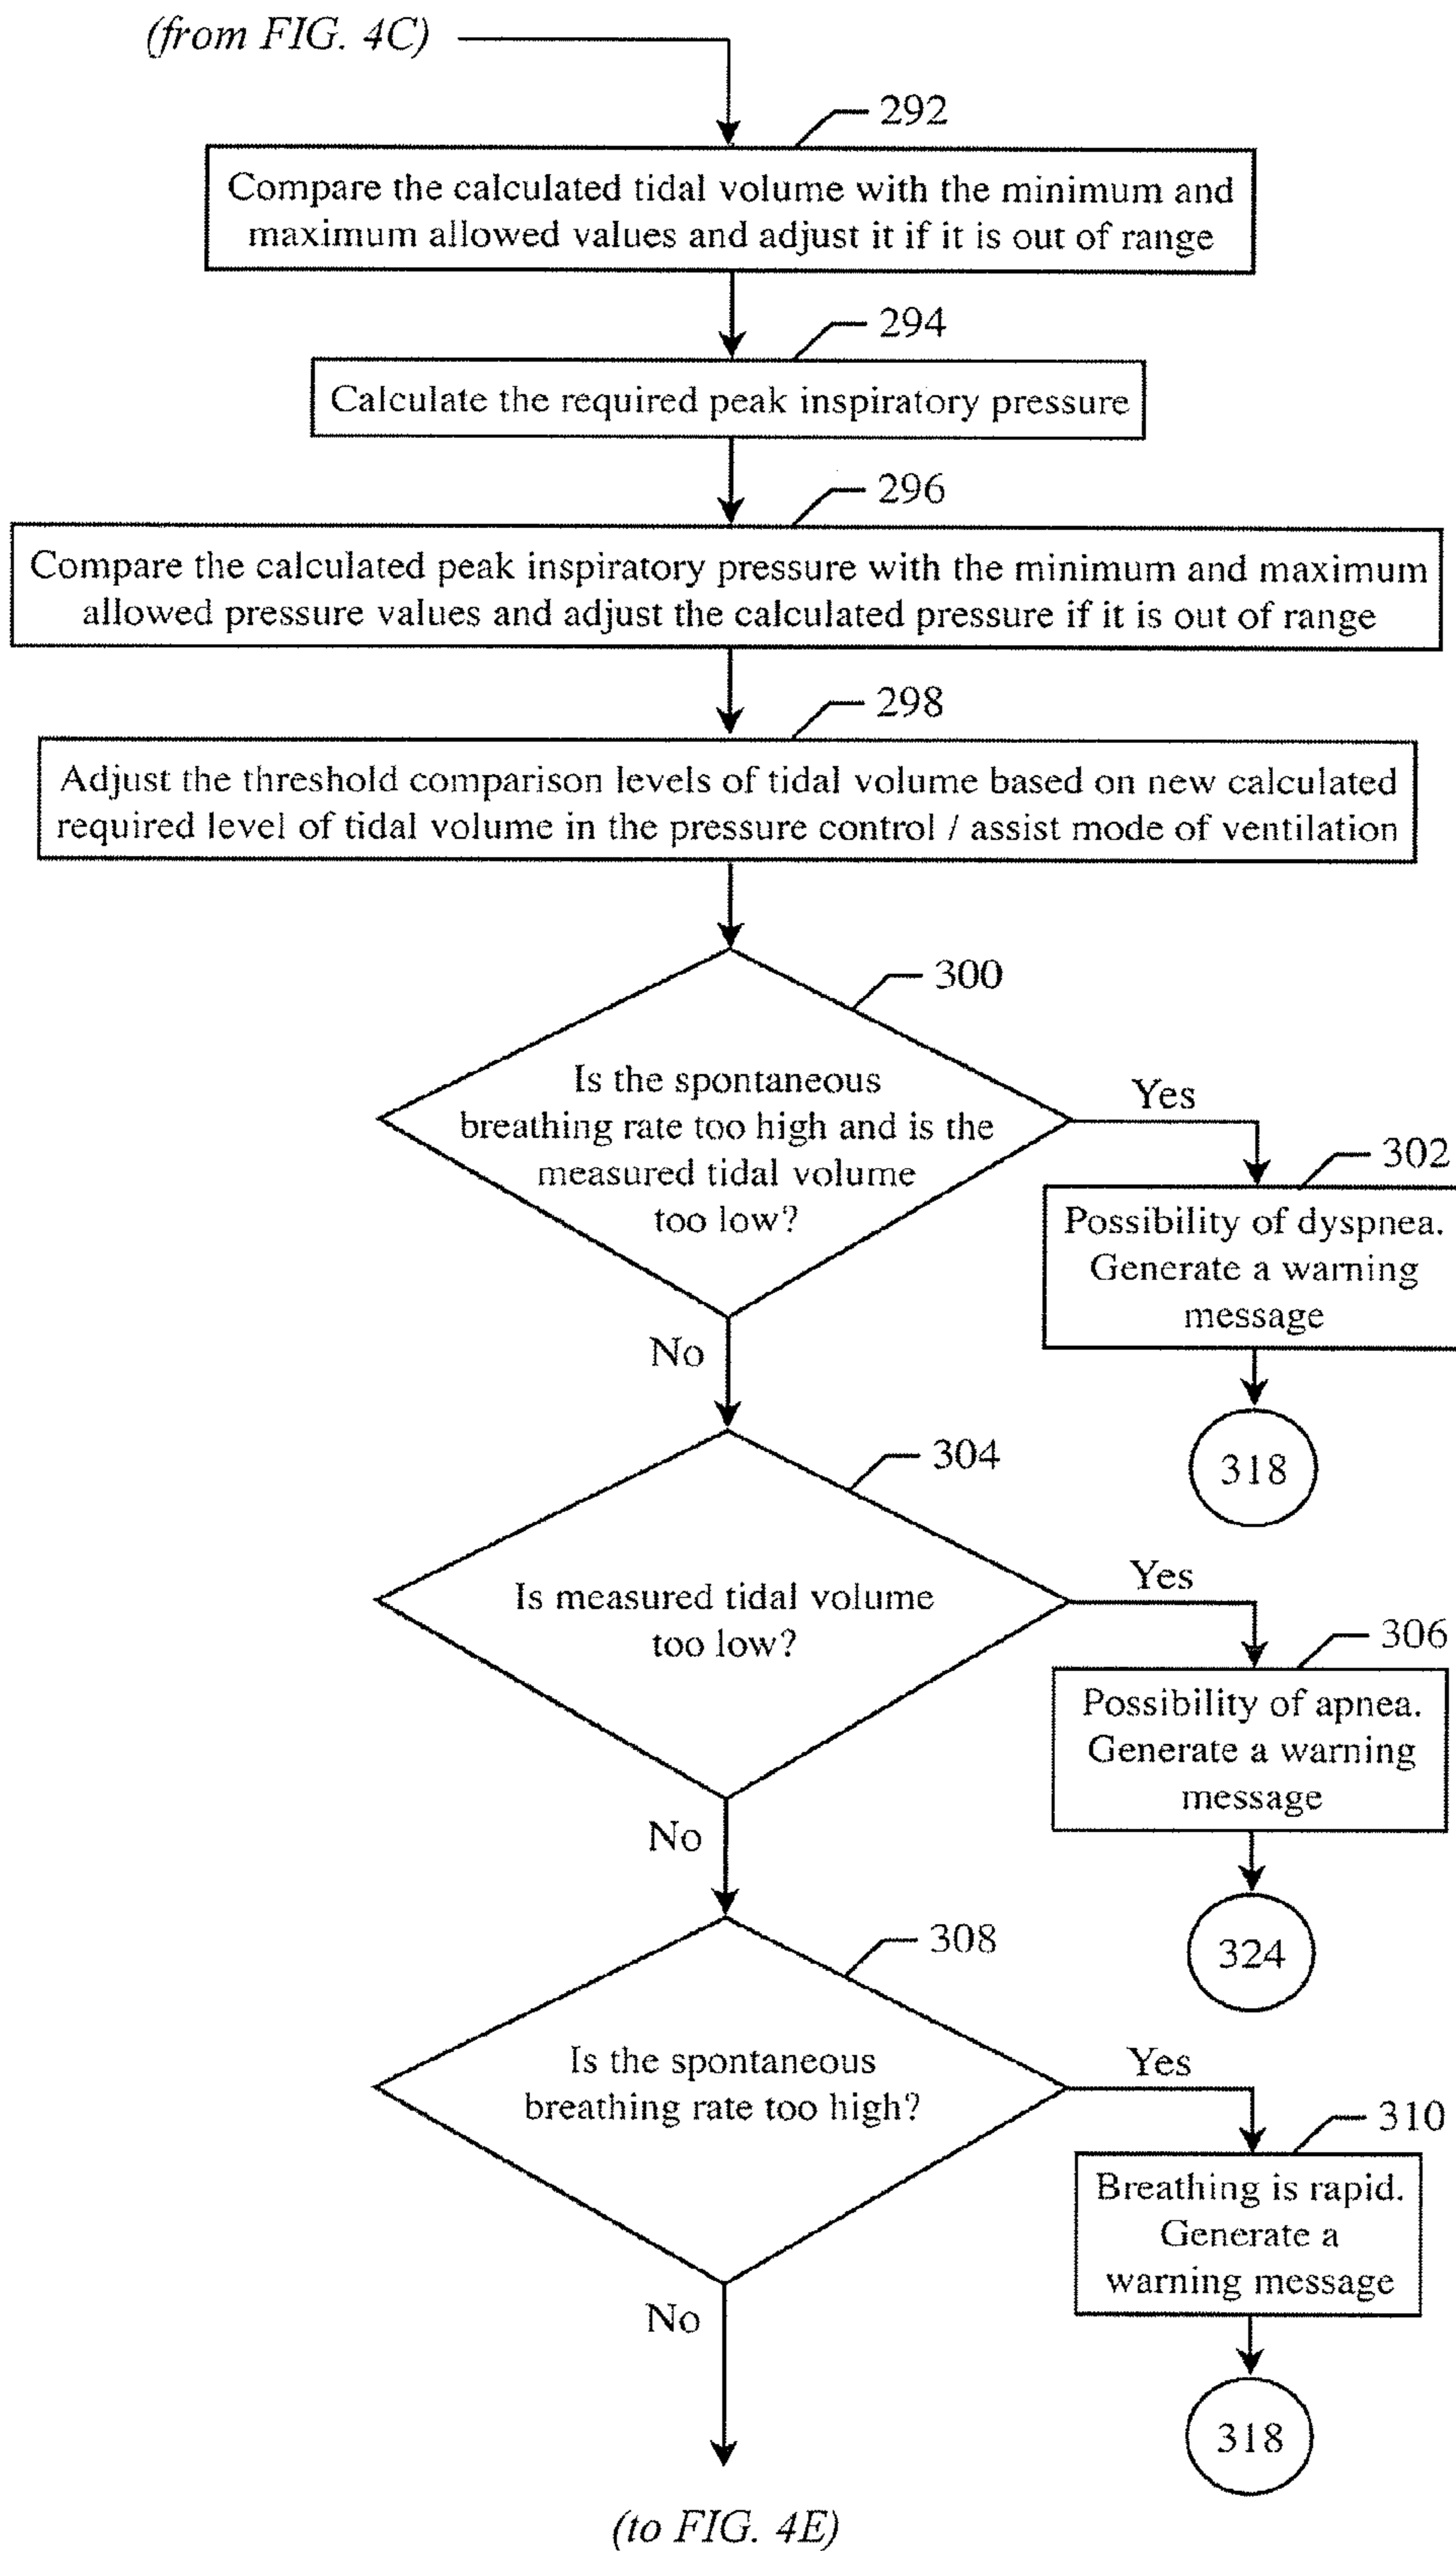 (from FIG. 4C)
292
Compare the calculated tidal volume with the minimum and
maximum allowed values and adjust it if it is out of range
294
Calculate the required peak inspiratory pressure
296
Compare the calculated peak inspiratory pressure with the minimum and maximum
allowed pressure values and adjust the calculated pressure if it is out of range
298
Adjust the threshold comparison levels of tidal volume based on new calculated
required level of tidal volume in the pressure control / assist mode of ventilation
300
Is the spontaneous
breathing rate too high and is the
measured tidal volume
too low?
Yes
302
Possibility of dyspnea.
Generate a warning
message
318
No
304
Is measured tidal volume
too low?
Yes
306
Possibility of apnea.
Generate a warning
message
324
No
308
Is the spontaneous
breathing rate too high?
Yes
310
Breathing is rapid.
Generate a
warning message
318
No
(to FIG. 4E)